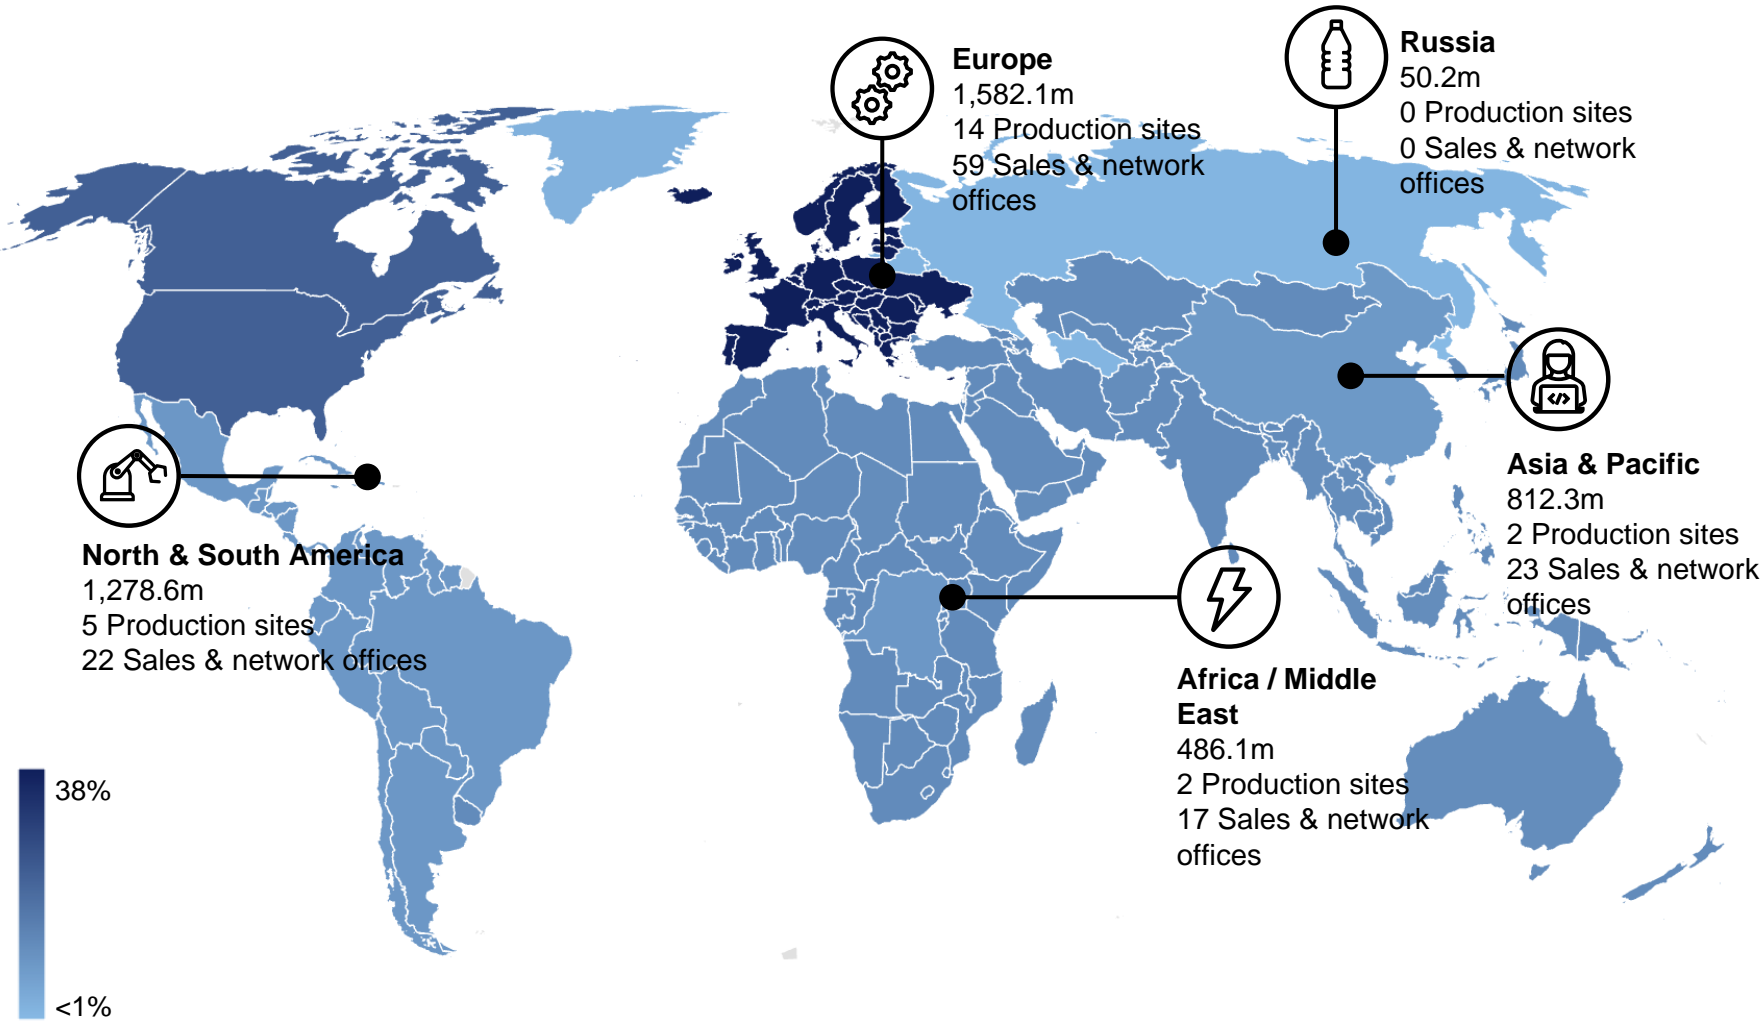 Europe
1,582.1m
14 Production sites
59 Sales & network
offices
Russia
50.2m
0 Production sites
0 Sales & network
offices
</>
Asia & Pacific
812.3m
2 Production sites
23 Sales & network
offices
North & South America
1,278.6m
5 Production sites
22 Sales & network offices
Africa / Middle
East
486.1m
2 Production sites
17 Sales & network
offices
38%
<1%